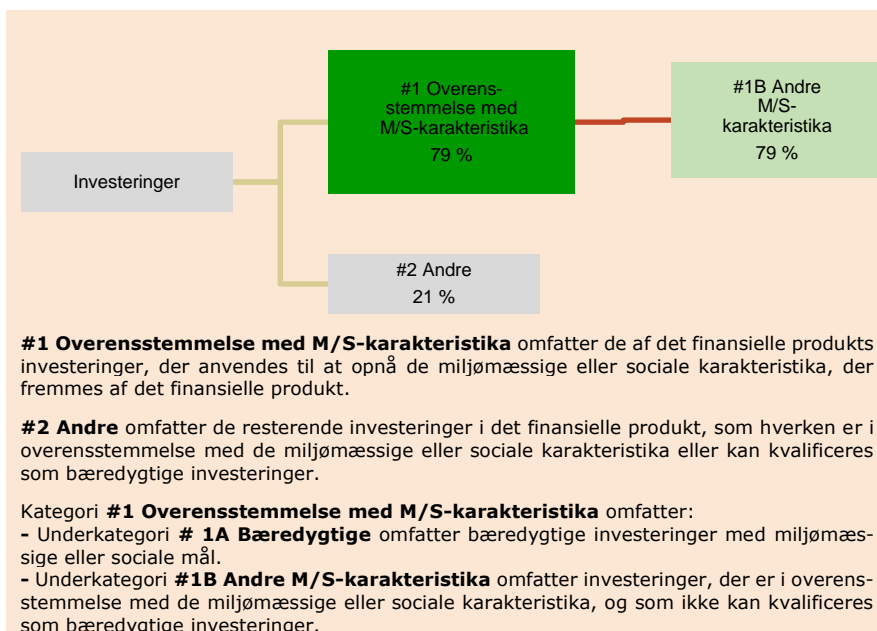 #1 Overens-
stemmelse med
M/S-karakteristika
79 %
#1B Andre
M/S-
karakteristika
79 %
Investeringer
#2 Andre
21 %
#1 Overensstemmelse med M/S-karakteristika omfatter de af det finansielle produkts
investeringer, der anvendes til at opnå de miljømæssige eller sociale karakteristika, der
fremmes af det finansielle produkt.
#2 Andre omfatter de resterende investeringer i det finansielle produkt, som hverken er i
overensstemmelse med de miljømæssige eller sociale karakteristika eller kan kvalificeres
som bæredygtige investeringer.
Kategori #1 Overensstemmelse med M/S-karakteristika omfatter:
- Underkategori # 1A Bæredygtige omfatter bæredygtige investeringer med miljømæs-
sige eller sociale mål.
- Underkategori #1B Andre M/S-karakteristika omfatter investeringer, der er i overens-
stemmelse med de miljømæssige eller sociale karakteristika, og som ikke kan kvalificeres
som bæredygtige investeringer.